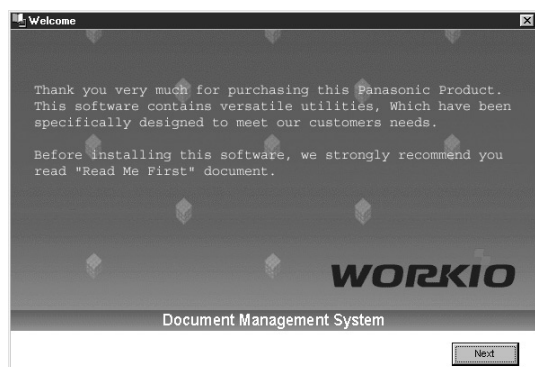 Welcome
Thank you very much for purchasing this Panasonic Product.
This software contains versatile utilities, Which have been
specifically designed to meet our customers needs.
Before installing this software, we strongly recommend you
read "Read Me First" document.
WORKIO
Document Management System
Next